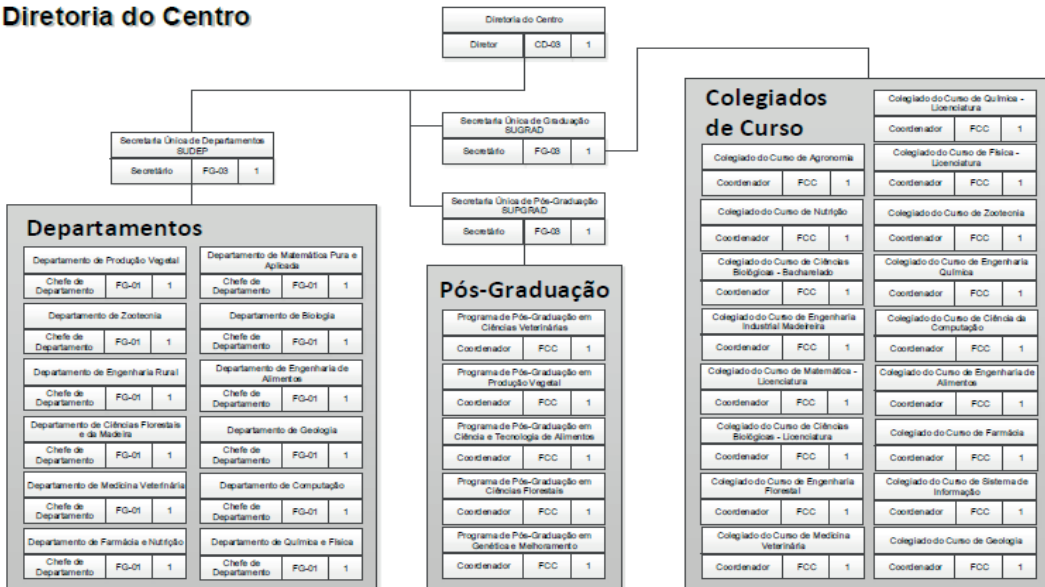 Diretoria do Centro
Diretoria do Centro
Diretor CD-03 1
Secretaria Única de Departamentos
SUDEP
Secretário FG-03 1
Secretaria Única de Graduação
SUGRAD
Secretário FG-03 1
Secretaria Única de Pós-Graduação
SUPGRAD
Secretário FG-03 1
Departamentos
Departamento de Produção Vegetal
Chefe de
Departamento FG-01 1
Departamento de Zootecnia
Chefe de
Departamento FG-01 1
Departamento de Engenharia Rural
Chefe de
Departamento FG-01 1
Departamento de Ciências Florestais
e da Madeira
Chefe de
Departamento FG-01 1
Departamento de Medicina Veterinária
Chefe de
Departamento FG-01 1
Departamento de Farmácia e Nutrição
Chefe de
Departamento FG-01 1
Departamento de Matemática Pura e
Aplicada
Chefe de
Departamento FG-01 1
Departamento de Biologia
Chefe de
Departamento FG-01 1
Departamento de Engenharia de
Alimentos
Chefe de
Departamento FG-01 1
Departamento de Geologia
Chefe de
Departamento FG-01 1
Departamento de Computação
Chefe de
Departamento FG-01 1
Departamento de Química e Física
Chefe de
Departamento FG-01 1
Pós-Graduação
Programa de Pós-Graduação em
Ciências Veterinárias
Coordenador FCC 1
Programa de Pós-Graduação em
Produção Vegetal
Coordenador FCC 1
Programa de Pós-Graduação em
Ciência e Tecnologia de Alimentos
Coordenador FCC 1
Programa de Pós-Graduação em
Ciências Florestais
Coordenador FCC 1
Programa de Pós-Graduação em
Genética e Melhoramento
Coordenador FCC 1
Colegiados
de Curso
Colegiado do Curso de Agronomia
Coordenador FCC 1
Colegiado do Curso de Nutrição
Coordenador FCC 1
Colegiado do Curso de Ciências
Biológicas - Bacharelado
Coordenador FCC 1
Colegiado do Curso de Engenharia
Industrial Madeireira
Coordenador FCC 1
Colegiado do Curso de Matemática -
Licenciatura
Coordenador FCC 1
Colegiado do Curso de Ciências
Biológicas - Licenciatura
Coordenador FCC 1
Colegiado do Curso de Engenharia
Florestal
Coordenador FCC 1
Colegiado do Curso de Medicina
Veterinária
Coordenador FCC 1
Colegiado do Curso de Química -
Licenciatura
Coordenador FCC 1
Colegiado do Curso de Física -
Licenciatura
Coordenador FCC 1
Colegiado do Curso de Zootecnia
Coordenador FCC 1
Colegiado do Curso de Engenharia
Química
Coordenador FCC 1
Colegiado do Curso de Ciência da
Computação
Coordenador FCC 1
Colegiado do Curso de Engenharia de
Alimentos
Coordenador FCC 1
Colegiado do Curso de Farmácia
Coordenador FCC 1
Colegiado do Curso de Sistema de
Informação
Coordenador FCC 1
Colegiado do Curso de Geologia
Coordenador FCC 1